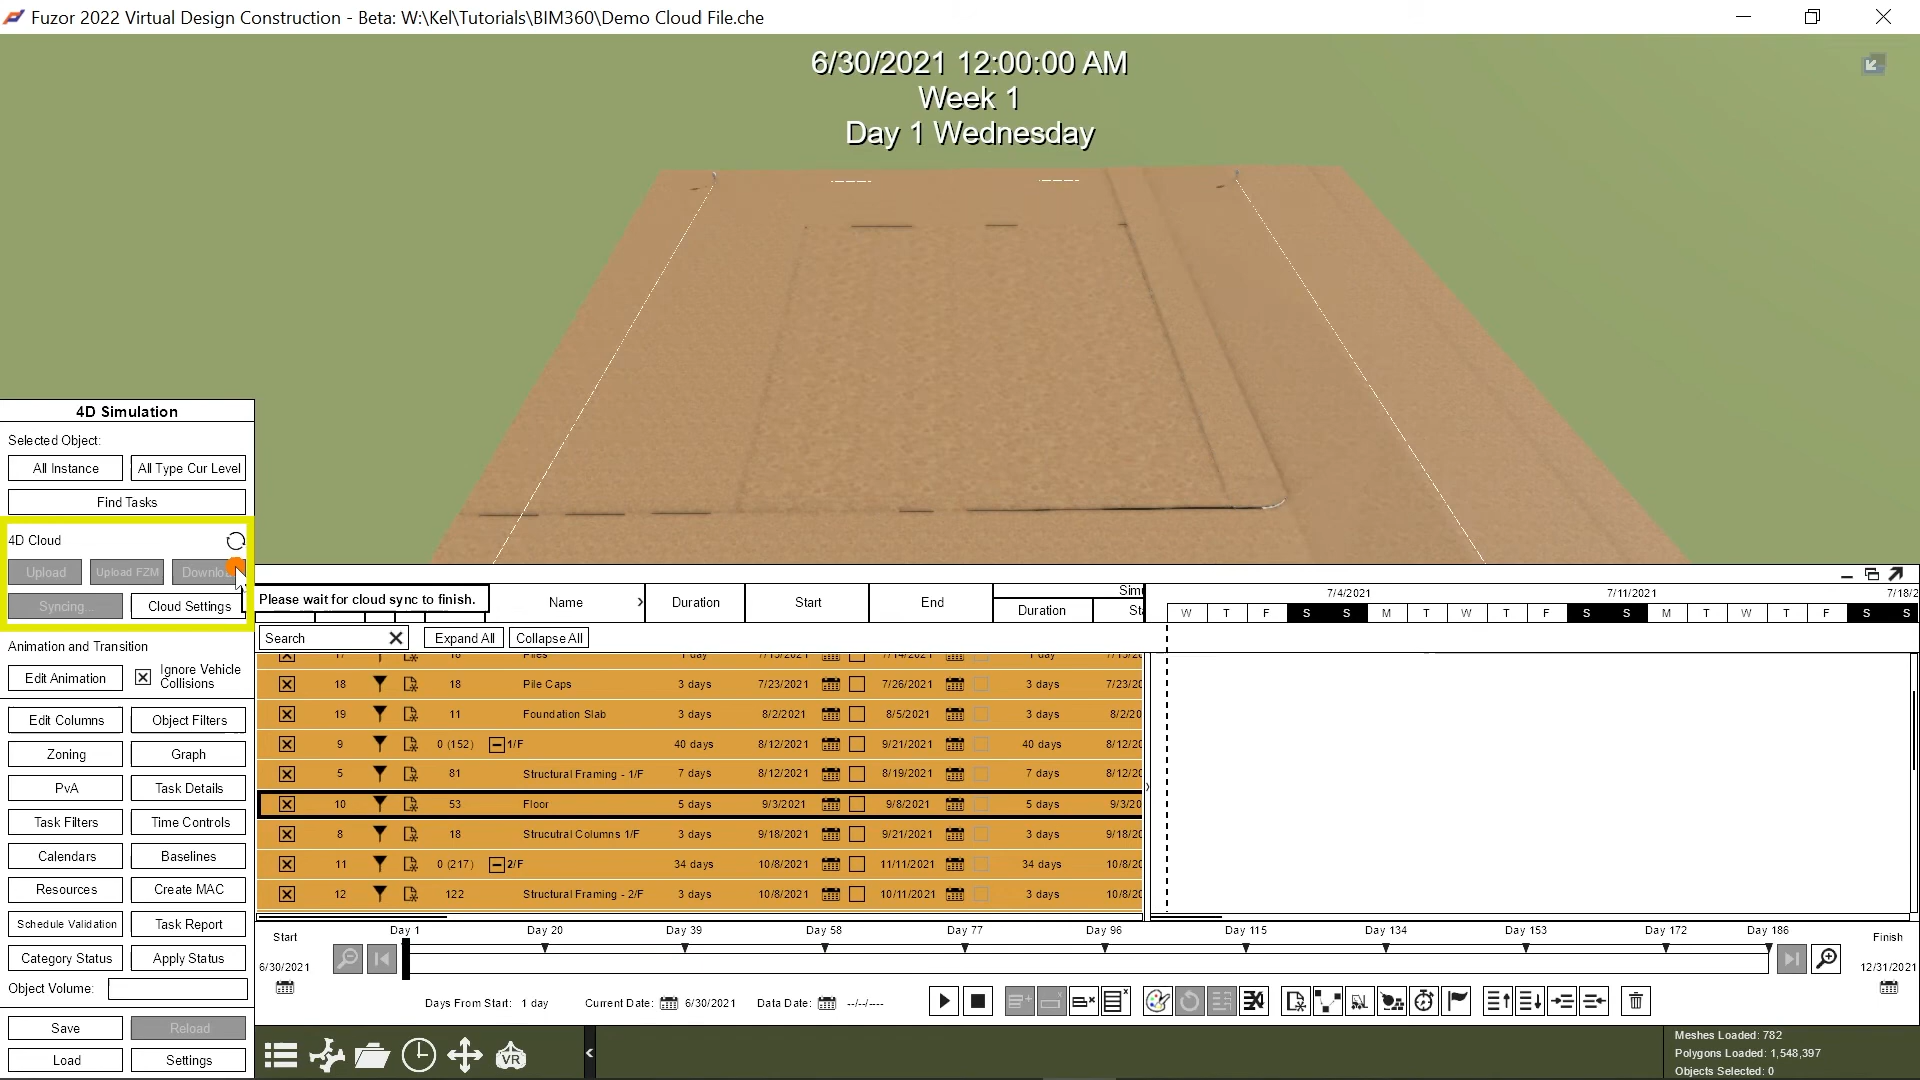 Fuzor 2022 Virtual Design Construction - Beta: W:\Kel\Tutorials\BIM360\Demo Cloud File.che
6/30/2021 12:00:00 AM
Week 1
Day 1 Wednesday
4D Simulation
Selected Object:
All Instance
All Type Cur Level
Find Tasks
4D Cloud
Upload
Upload FZM
Syncing...
Cloud Settings
Please wait for cloud sync to finish.
Animation and Transition
Edit Animation
Ignore Vehicle
Collisions
Edit Columns
Object Filters
Zoning
Graph
PvA
Task Details
Task Filters
Time Controls
Calendars
Baselines
Resources
Create MAC
Schedule Validation
Task Report
Category Status
Apply Status
Object Volume:
Save
Reload
Load
Settings
Name Duration Start End
Duration
7/4/2021 7/11/2021
W T F S S M T W T F S S M T W T F S S
Search Expand All Collapse All
18 18 Pile Caps 3 days 7/23/2021 7/26/2021 3 days
19 11 Foundation Slab 3 days 8/2/2021 8/5/2021 3 days
9 0 (152) 1/F 40 days 8/12/2021 9/21/2021 40 days
5 81 Structural Framing - 1/F 7 days 8/12/2021 8/19/2021 7 days
10 53 Floor 5 days 9/3/2021 9/8/2021 5 days
8 18 Strucutral Columns 1/F 3 days 9/18/2021 9/21/2021 3 days
11 0 (217) 2/F 34 days 10/8/2021 11/11/2021 34 days
12 122 Structural Framing - 2/F 3 days 10/8/2021 10/11/2021 3 days
Start
6/30/2021
Day 1 Day 20 Day 39 Day 58 Day 77 Day 96 Day 115 Day 134 Day 153 Day 172 Day 186
Finish
12/31/2021
Days From Start: 1 day Current Date: 6/30/2021 Data Date: --/--/----
VR
Meshes Loaded: 782
Polygons Loaded: 1,548,397
Objects Selected: 0